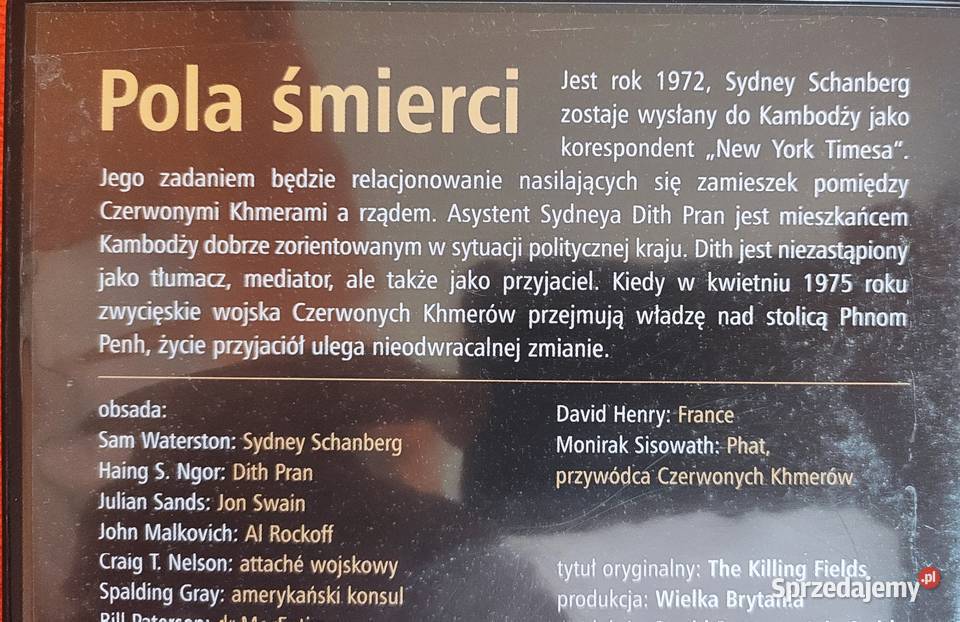 Pola śmierci
Jest rok 1972, Sydney Schanberg
zostaje wysłany do Kambodży jako
korespondent „New York Timesa”.
Jego zadaniem będzie relacjonowanie nasilających się zamieszek pomiędzy
Czerwonymi Khmerami a rządem. Asystent Sydneya Dith Pran jest mieszkańcem
Kambodży dobrze zorientowanym w sytuacji politycznej kraju. Dith jest niezastąpiony
jako tłumacz, mediator, ale także jako przyjaciel. Kiedy w kwietniu 1975 roku
zwycięskie wojska Czerwonych Khmerów przejmują władzę nad stolicą Phnom
Penh, życie przyjaciół ulega nieodwracalnej zmianie.
obsada:
Sam Waterston: Sydney Schanberg
Haing S. Ngor: Dith Pran
Julian Sands: Jon Swain
John Malkovich: Al Rockoff
Craig T. Nelson: attaché wojskowy
Spalding Gray: amerykański konsul
Bill Paterson: dr
David Henry: France
Monirak Sisowath: Phat,
przywódca Czerwonych Khmerów
tytuł oryginalny: The Killing Fields
produkcja: Wielka Brytania
Sprzedajemy.pl